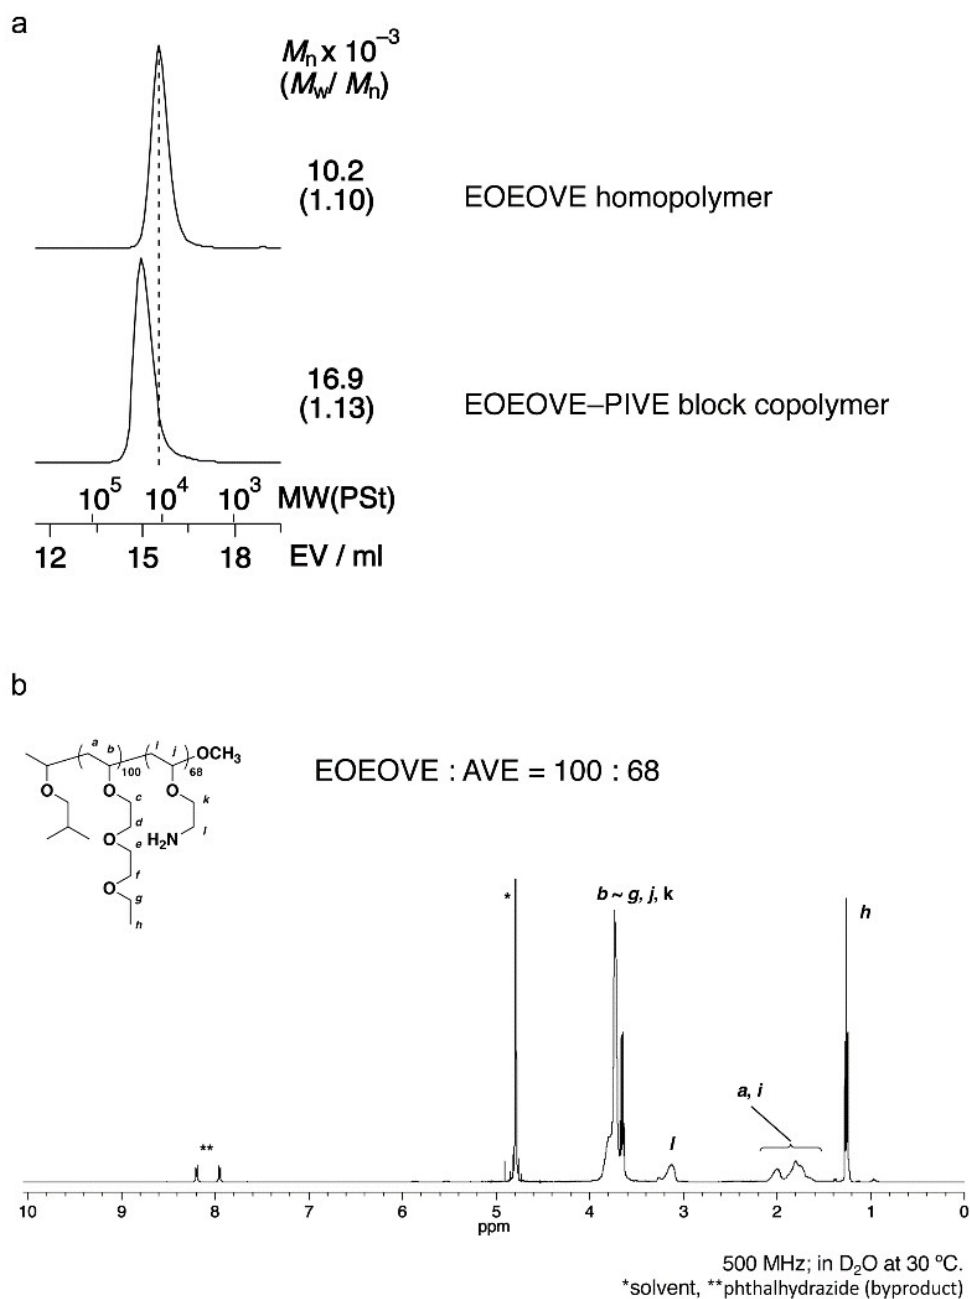 a
Mn x 10⁻³
(Mw/ Mn)
10.2
(1.10)
EOEOVE homopolymer
16.9
(1.13)
EOEOVE–PIVE block copolymer
10⁵ 10⁴ 10³ MW(PSt)
12 15 18 EV / ml
b
a b i j OCH₃
100 68
O O O
c k
d
O e H₂N l
f
O g
h
EOEOVE : AVE = 100 : 68
* b ~ g, j, k h
a, i
** l
10 9 8 7 6 5 4 3 2 1 0
ppm
500 MHz; in D₂O at 30 ºC.
*solvent, **phthalhydrazide (byproduct)